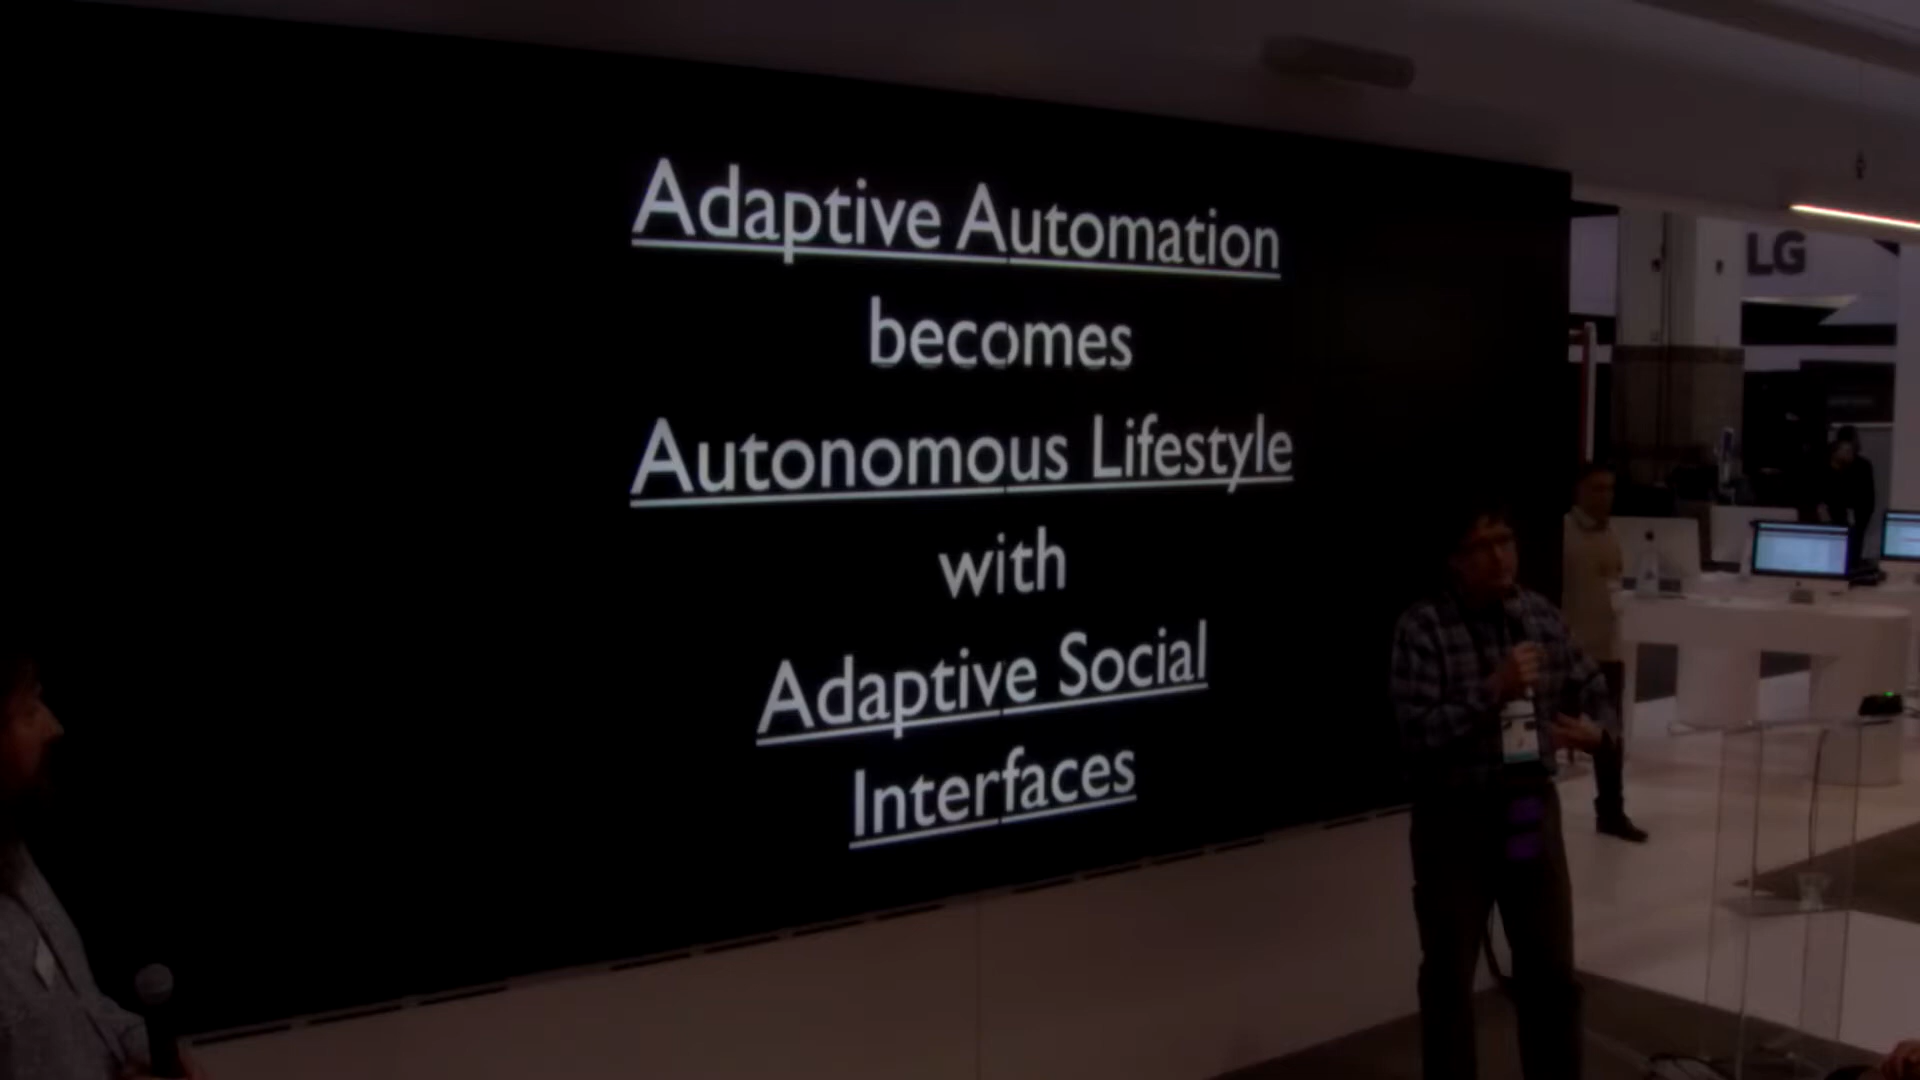 Adaptive Automation
becomes
Autonomous Lifestyle
with
Adaptive Social
Interfaces
LG